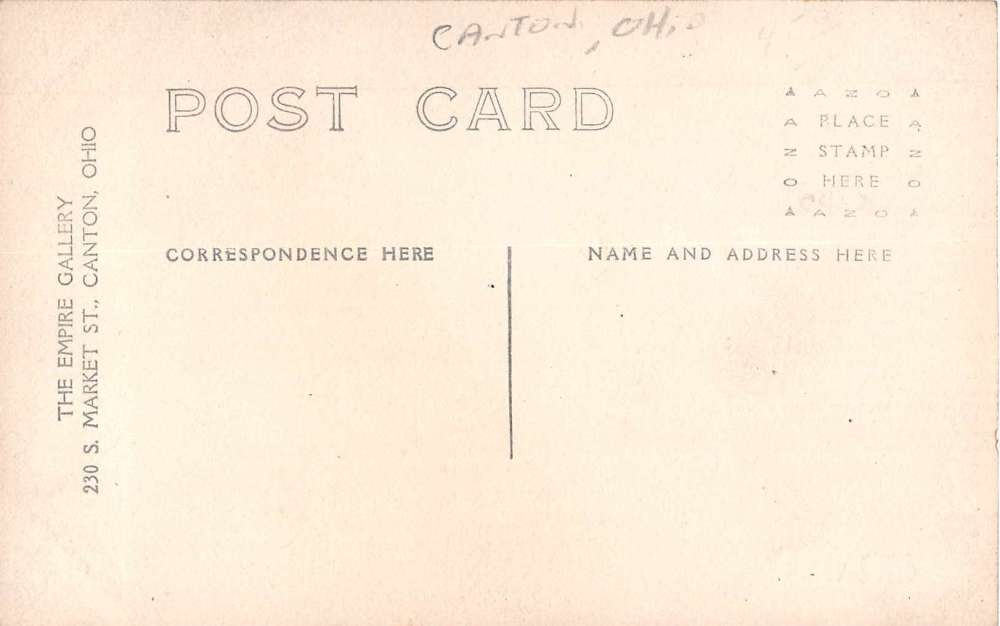 CANTON, OHIO
POST CARD
AZO
A PLACE A
Z STAMP Z
O HERE O
AZO
CORRESPONDENCE HERE
NAME AND ADDRESS HERE
THE EMPIRE GALLERY
230 S. MARKET ST., CANTON, OHIO